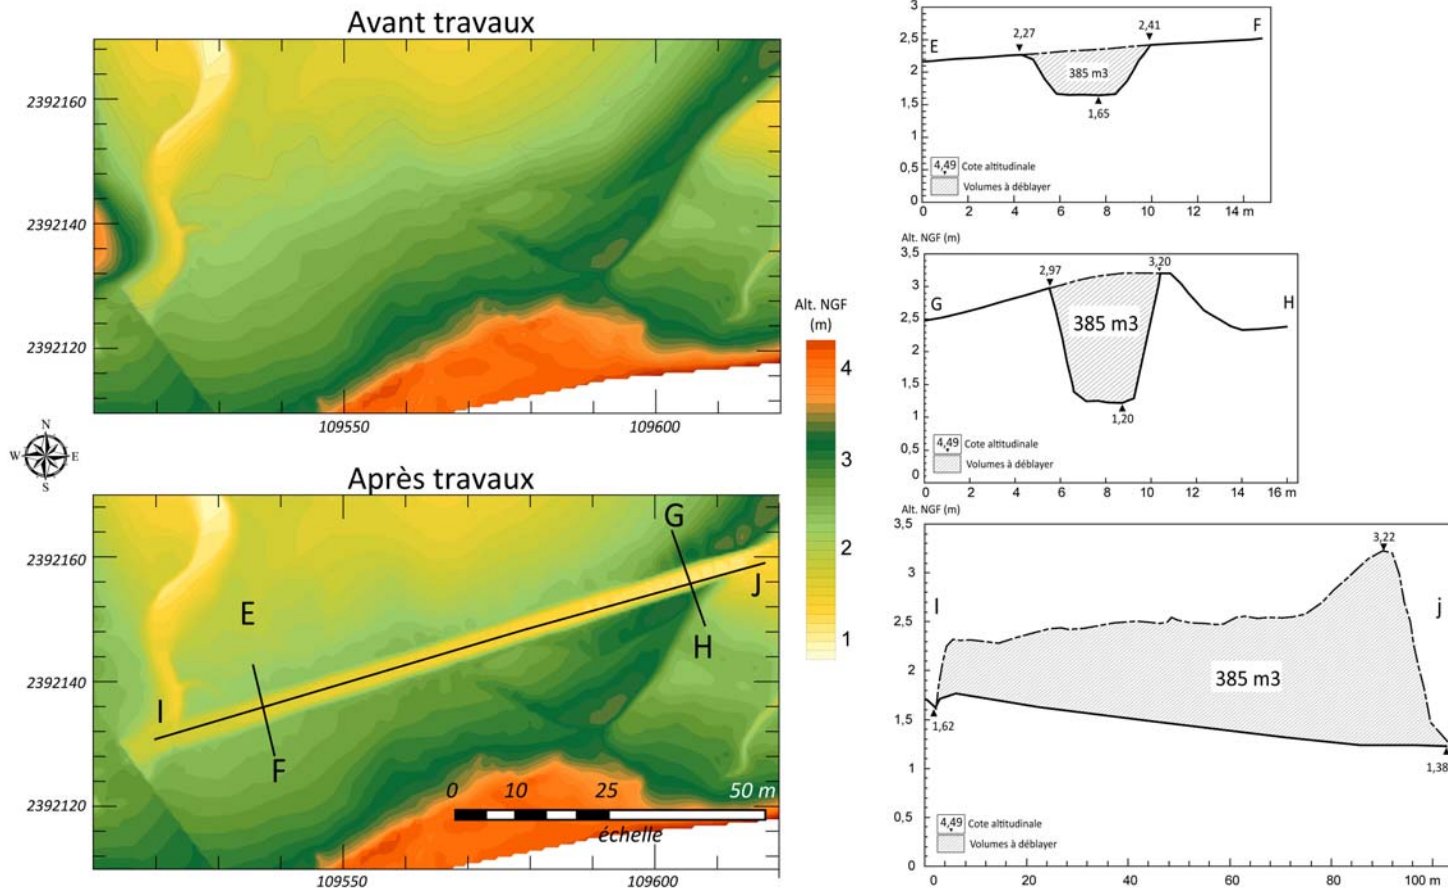 Avant travaux
2392160
2392140
2392120
109550
109600
N
W
E
S
Alt. NGF
(m)
4
3
2
1
Après travaux
2392160
2392140
2392120
E
F
G
H
I
J
0
10
25
50 m
échelle
109550
109600
3
2,5
2
1,5
1
0,5
0
E
F
2,27
2,41
385 m3
1,65
4,49 Cote altitudinale
Volumes à déblayer
0 2 4 6 8 10 12 14 m
Alt. NGF (m)
3,5
3
2,5
2
1,5
1
0,5
0
G
H
2,97
3,20
385 m3
1,20
4,49 Cote altitudinale
Volumes à déblayer
0 2 4 6 8 10 12 14 16 m
Alt. NGF (m)
3,5
3
2,5
2
1,5
1
0,5
0
I
j
3,22
385 m3
1,62
1,38
4,49 Cote altitudinale
Volumes à déblayer
0 20 40 60 80 100 m